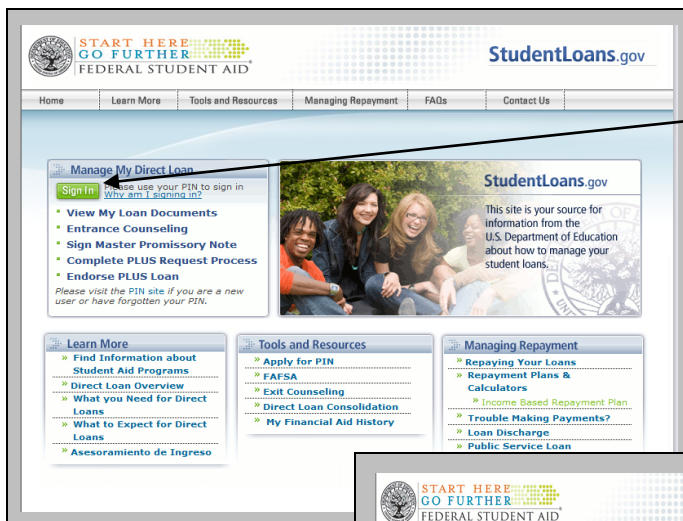 START HERE
GO FURTHER
FEDERAL STUDENT AID
StudentLoans.gov
Home Learn More Tools and Resources Managing Repayment FAQs Contact Us
Manage My Direct Loan
Sign In Please use your PIN to sign in
Why am I signing in?
View My Loan Documents
Entrance Counseling
Sign Master Promissory Note
Complete PLUS Request Process
Endorse PLUS Loan
Please visit the PIN site if you are a new
user or have forgotten your PIN.
StudentLoans.gov
This site is your source for
information from the
U.S. Department of Education
about how to manage your
student loans.
Learn More
» Find Information about
Student Aid Programs
» Direct Loan Overview
» What you Need for Direct
Loans
» What to Expect for Direct
Loans
» Asesoramiento de Ingreso
Tools and Resources
» Apply for PIN
» FAFSA
» Exit Counseling
» Direct Loan Consolidation
» My Financial Aid History
Managing Repayment
» Repaying Your Loans
» Repayment Plans &
Calculators
» Income Based Repayment Plan
» Trouble Making Payments?
» Loan Discharge
» Public Service Loan
START HERE
GO FURTHER
FEDERAL STUDENT AID